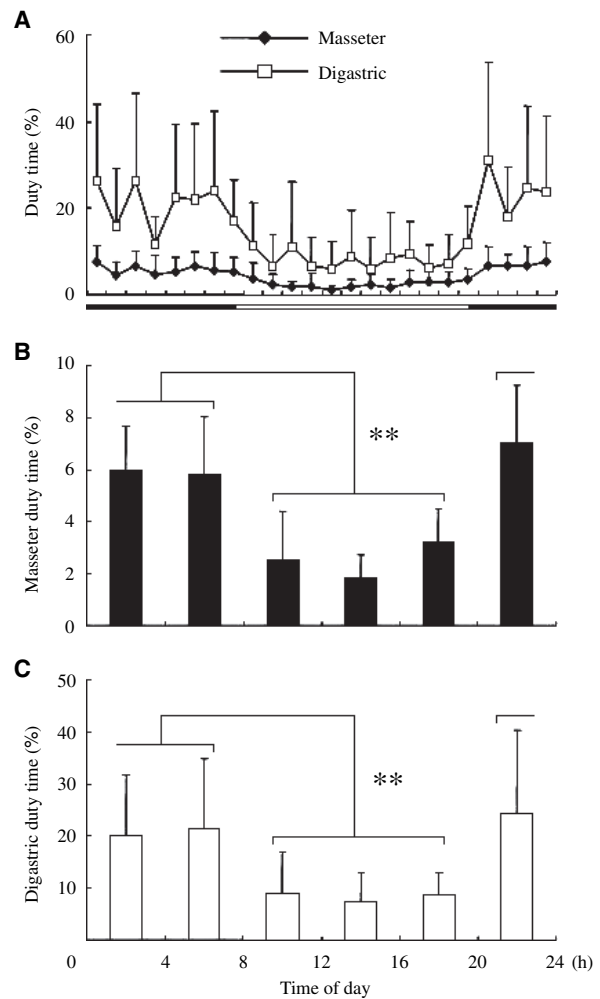 A
60
40
20
0
Duty time (%)
Masseter
Digastric
B
10
8
6
4
2
0
Masseter duty time (%)
**
C
50
40
30
20
10
Digastric duty time (%)
**
0 4 8 12 16 20 24 (h)
Time of day